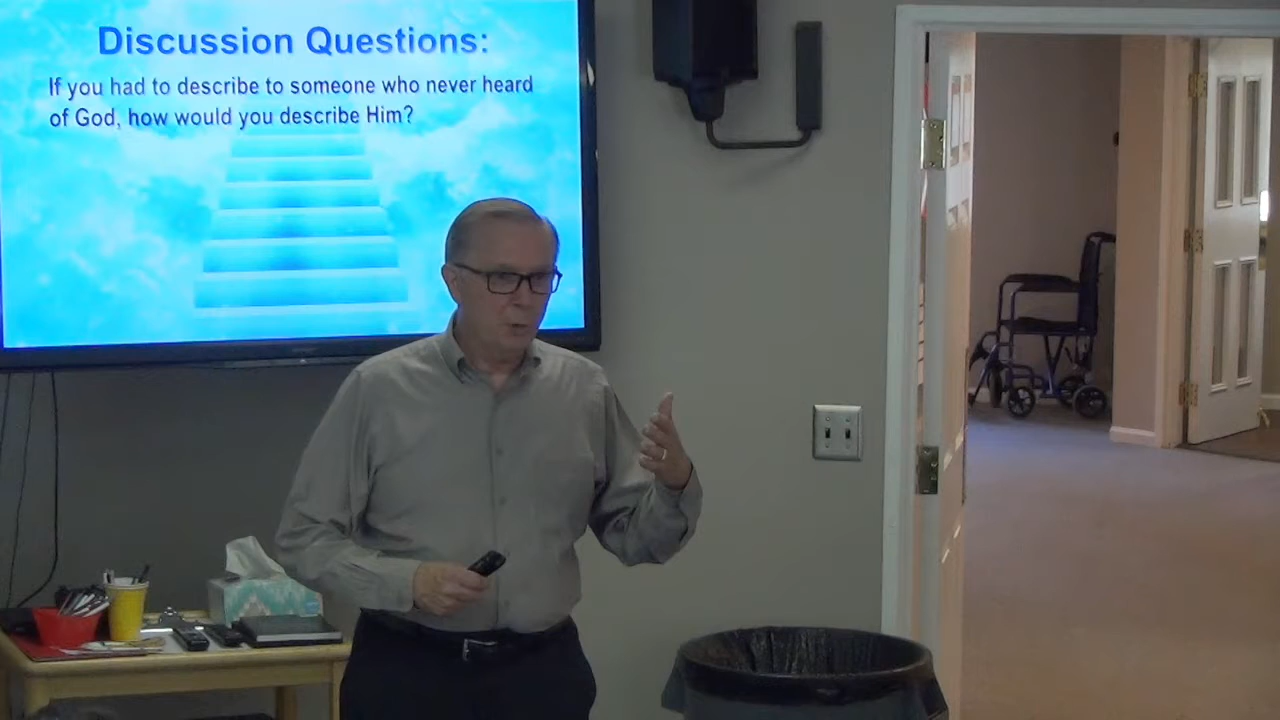 Discussion Questions:
If you had to describe to someone who never heard
of God, how would you describe Him?